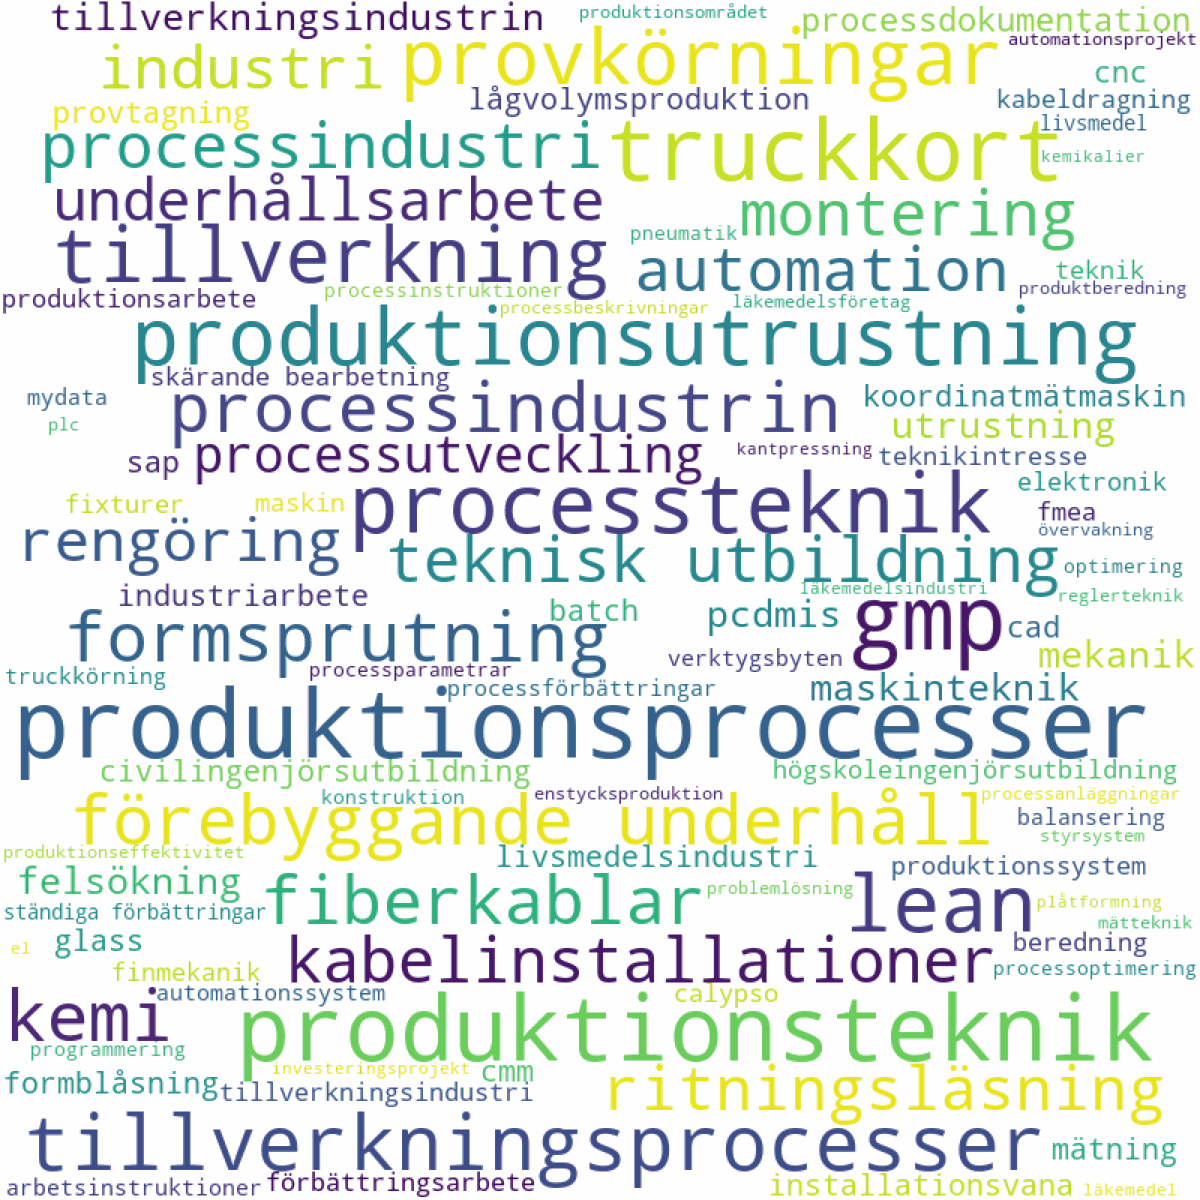 tillverkningsindustrin
produktionsområdet
processdokumentation
industri
provkörningar
automationsprojekt
cnc
provtagning
lågvolymsproduktion
kabeldragning
livsmedel
processindustri
truckkort
kemikalier
underhållsarbete
montering
tillverkning
pneumatik
automation
teknik
produktionsarbete
processinstruktioner
processbeskrivningar
läkemedelsföretag
produktberedning
produktionsutrustning
skärande bearbetning
mydata
processindustrin
koordinatmätmaskin
plc
utrustning
sap
processutveckling
kantpressning
teknikintresse
fixturer
maskin
processteknik
elektronik
fmea
övervakning
rengöring
teknisk utbildning
optimering
industriarbete
batch
läkemedelsindustri
reglerteknik
formsprutning
pcdmis
gmp
cad
truckkörning
processparametrar
verktygsbyten
mekanik
processförbättringar
maskinteknik
produktionsprocesser
civilingenjörsutbildning
högskoleingenjörsutbildning
konstruktion
enstycksproduktion
processanläggningar
förebyggande underhåll
balansering
styrsystem
produktionseffektivitet
livsmedelsindustri
produktionssystem
felsökning
fiberkablar
problemlösning
lean
plåtformning
ständiga förbättringar
mätteknik
el
glass
kabelinstallationer
beredning
finmekanik
processoptimering
kemi
automationssystem
calypso
produktionsteknik
programmering
investeringsprojekt
cmm
formblåsning
tillverkningsindustri
ritningsläsning
tillverkningsprocesser
mätning
arbetsinstruktioner
förbättringsarbete
installationsvana
läkemedel